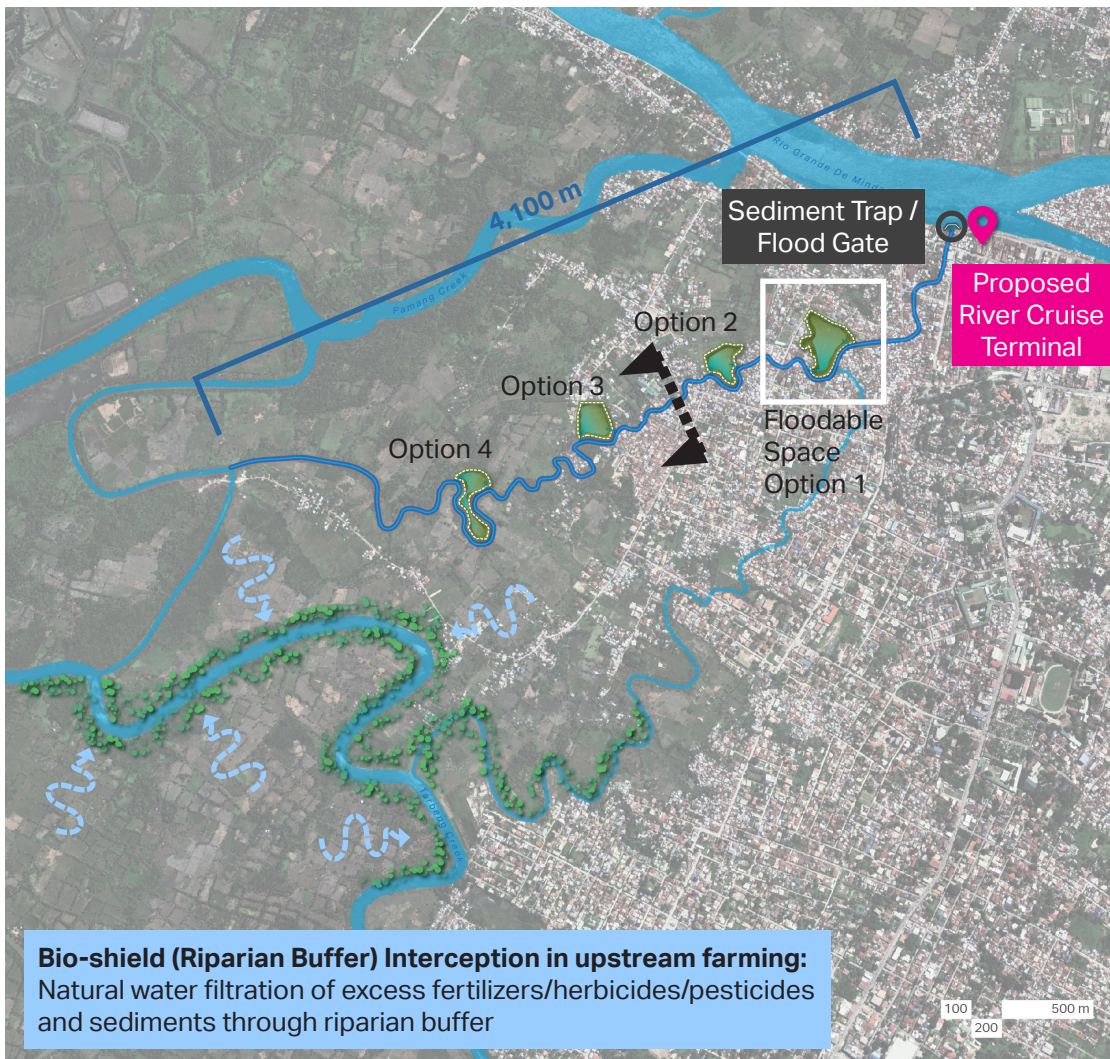 Rio Grande De Minda
4,100 m
Sediment Trap /
Flood Gate
Proposed
River Cruise
Terminal
Pamang Creek
Option 2
Option 3
Floodable
Space
Option 1
Option 4
Creek
Bio-shield (Riparian Buffer) Interception in upstream farming:
Natural water filtration of excess fertilizers/herbicides/pesticides
and sediments through riparian buffer
100
500 m
200